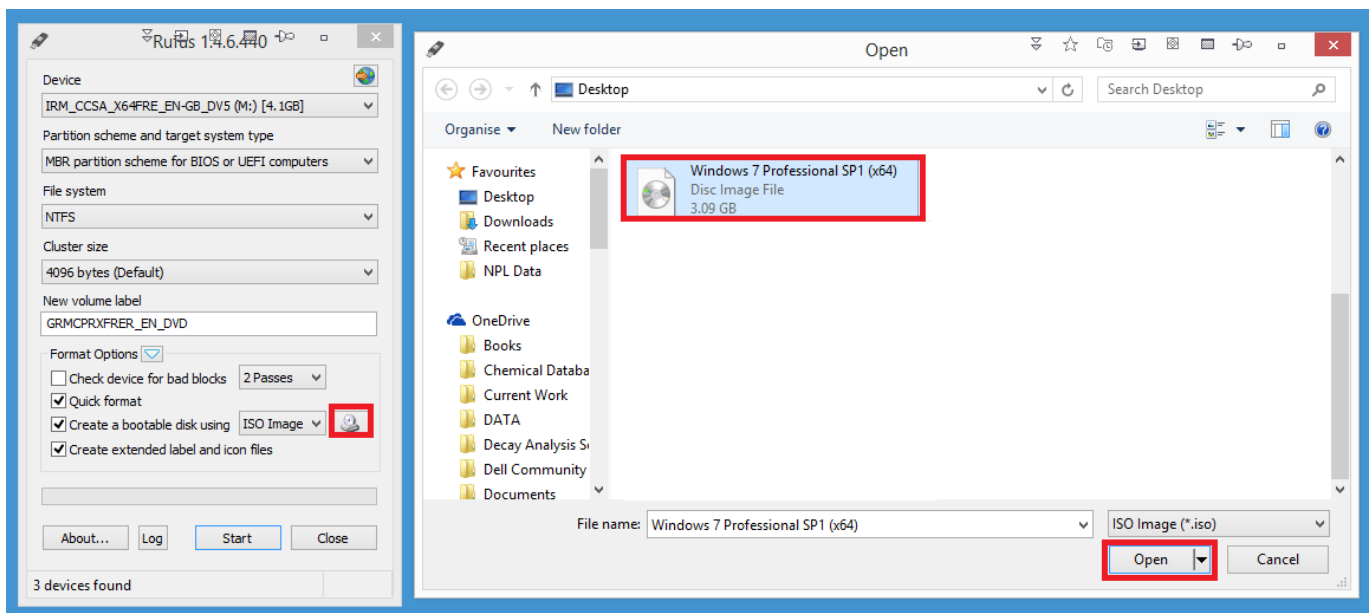 Rufus 1.4.6.440
Device
IRM_CCSA_X64FRE_EN-GB_DV5 (M:) [4.1GB]
Partition scheme and target system type
MBR partition scheme for BIOS or UEFI computers
File system
NTFS
Cluster size
4096 bytes (Default)
New volume label
GRMCPRXFRER_EN_DVD
Format Options
Check device for bad blocks 2 Passes
Quick format
Create a bootable disk using ISO Image
Create extended label and icon files
About... Log Start Close
3 devices found
Open
Desktop Search Desktop
Organise New folder
Favourites
Desktop
Downloads
Recent places
NPL Data
OneDrive
Books
Chemical Databa
Current Work
DATA
Decay Analysis S
Dell Community
Documents
Windows 7 Professional SP1 (x64)
Disc Image File
3.09 GB
File name: Windows 7 Professional SP1 (x64) ISO Image (*.iso)
Open Cancel